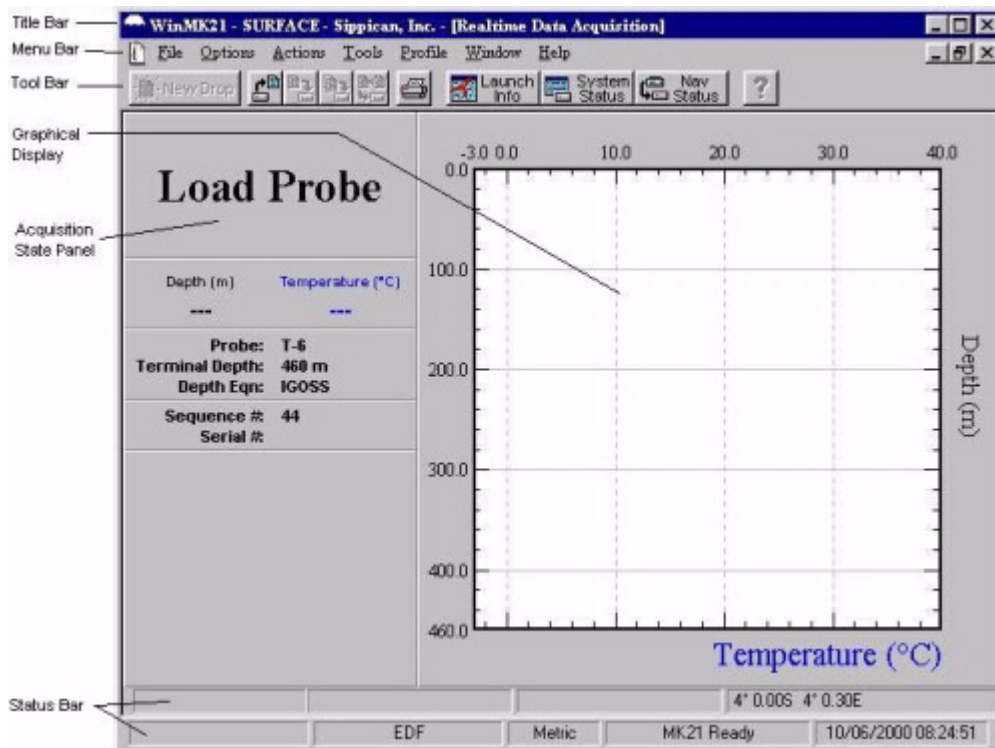 Title Bar
WinMK21 - SURFACE - Sippican, Inc. - [Realtime Data Acquisition]
Menu Bar
File Options Actions Tools Profile Window Help
Tool Bar
New Drop
Launch Info
System Status
Nav Status
?
Graphical
Display
Load Probe
Acquisition
State Panel
Depth (m) Temperature (°C)
--- ---
Probe: T-6
Terminal Depth: 460 m
Depth Eqn: IGOSS
Sequence #: 44
Serial #:
-3.0 0.0 10.0 20.0 30.0 40.0
0.0
100.0
200.0
300.0
400.0
460.0
Depth (m)
Temperature (°C)
Status Bar
4° 0.00S 4° 0.30E
EDF Metric MK21 Ready 10/06/2000 08:24:51